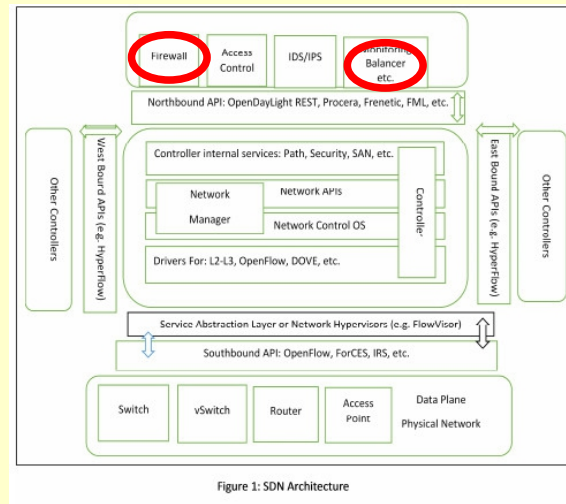 Firewall
Access
Control
IDS/IPS
Monitoring
Balancer
etc.
Northbound API: OpenDayLight REST, Procera, Frenetic, FML, etc.
Other Controllers
West Bound APIs (e.g. HyperFlow)
Controller internal services: Path, Security, SAN, etc.
Network
Manager
Network APIs
Network Control OS
Drivers For: L2-L3, OpenFlow, DOVE, etc.
Controller
East Bound APIs (e.g. HyperFlow)
Other Controllers
Service Abstraction Layer or Network Hypervisors (e.g. FlowVisor)
Southbound API: OpenFlow, ForCES, IRS, etc.
Switch
vSwitch
Router
Access
Point
Data Plane
Physical Network
Figure 1: SDN Architecture